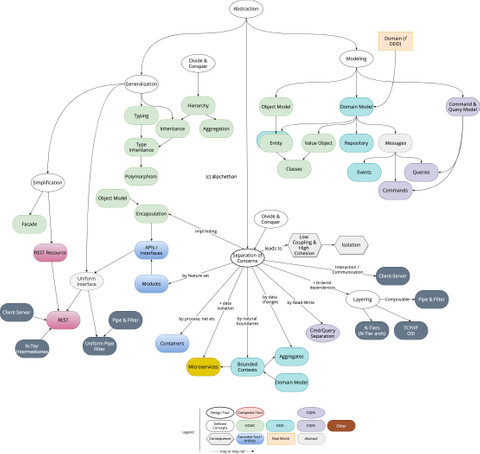 Abstraction
Domain (f
DDD)
Divide &
Conquer
Modeling
Generalization
Hierarchy
Object Model
Domain Model
Command &
Query Model
Typing
Inheritance
Aggregation
Entity
Value Object
Repository
Messages
Type
Inheritance
Classes
Events
Queries
Polymorphism
(c) @pchethan
Commands
Simplification
Object Model
Facade
Encapsulation
Divide &
Conquer
impl hiding
REST Resource
APIs /
Interfaces
leads to
Low
Coupling &
High
Cohesion
Isolation
Separation of
Concerns
Uniform
Interface
Modules
by feature set
Interaction /
Communication
Client-Server
+ Ordered
dependence
Client-Server
REST
Pipe & Filter
+ data
isolation
by data
changes
by Read-Write
Layering
Composable
Pipe & Filter
by process, net etc
by natural
boundaries
N-Tier
Intermediaries
Uniform Pipe
Filter
Containers
Cmd/Query
Separation
N-Tiers
(N-Tier arch)
TCP/IP
OSI
Aggregates
Microservices
Bounded
Contexts
Domain Model
Legend
Design Tool
Composite Tool
CQRS
Defined
Concepts
OOAD
DDD
CQRS
Other
Consequence
Concrete Tool /
Artifact
Real World
Abstract
may or may not